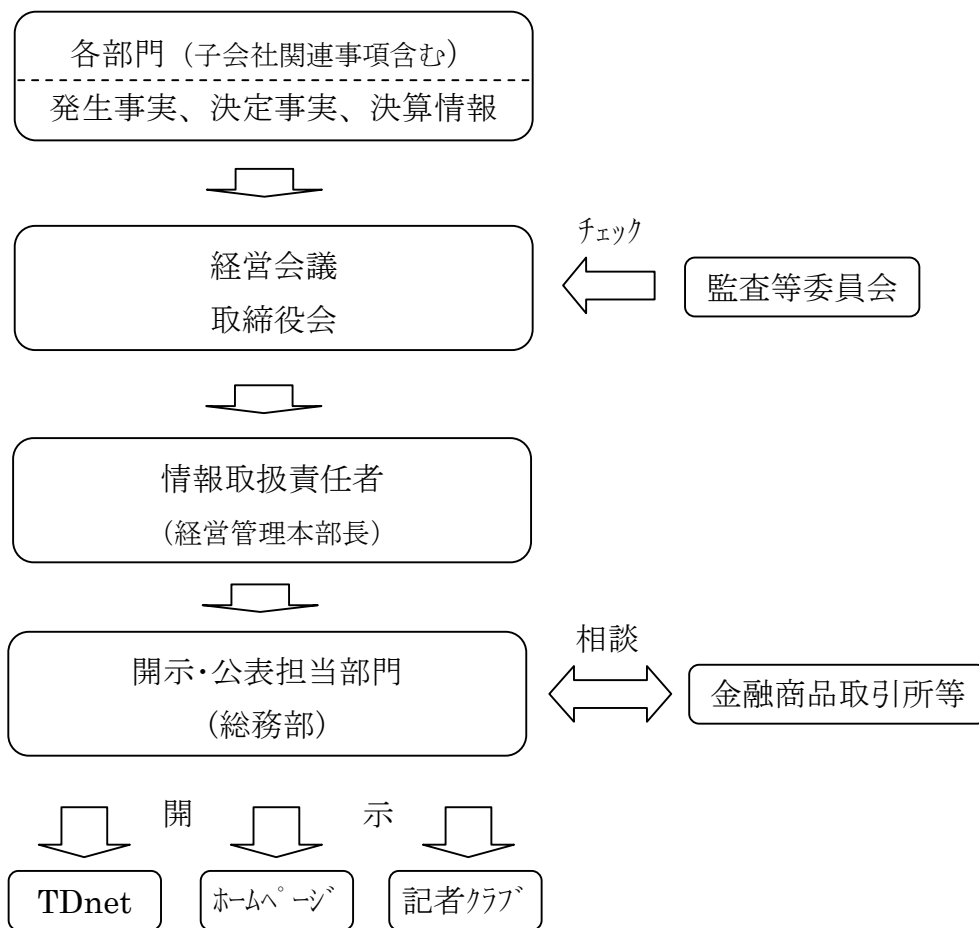 各部門（子会社関連事項含む）
発生事実、決定事実、決算情報
経営会議
取締役会
チェック
監査等委員会
情報取扱責任者
（経営管理本部長）
開示・公表担当部門
（総務部）
相談
金融商品取引所等
開 示
TDnet
ﾎｰﾑﾍﾟｰｼﾞ
記者ｸﾗﾌﾞ